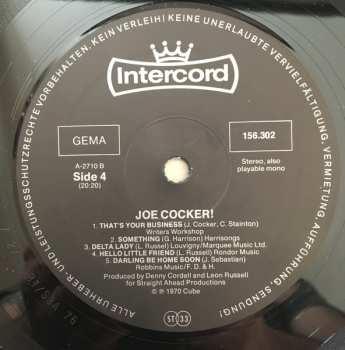 ALLE URHEBER- UND LEISTUNGSSCHUTZRECHTE VORBEHALTEN. KEIN VERLEIH! KEINE UNERLAUBTE VERVIELFÄLTIGUNG, VERMIETUNG, AUFFÜHRUNG, SENDUNG!
Intercord
GEMA
156.302
A-2710 B
Side 4
(20:20)
Stereo, also
playable mono
JOE COCKER!
1. THAT'S YOUR BUSINESS (J. Cocker, C. Stainton)
Writers Workshop
2. SOMETHING (G. Harrison) Harrisongs
3. DELTA LADY (L. Russell) Louvigny/Marquee Music Ltd.
4. HELLO LITTLE FRIEND (L. Russell) Rondor Music
5. DARLING BE HOME SOON (J. Sebastian)
Robbins Music/F. D. & H.
Produced by Denny Cordell and Leon Russell
for Straight Ahead Productions
© ℗ 1970 Cube
ST 33